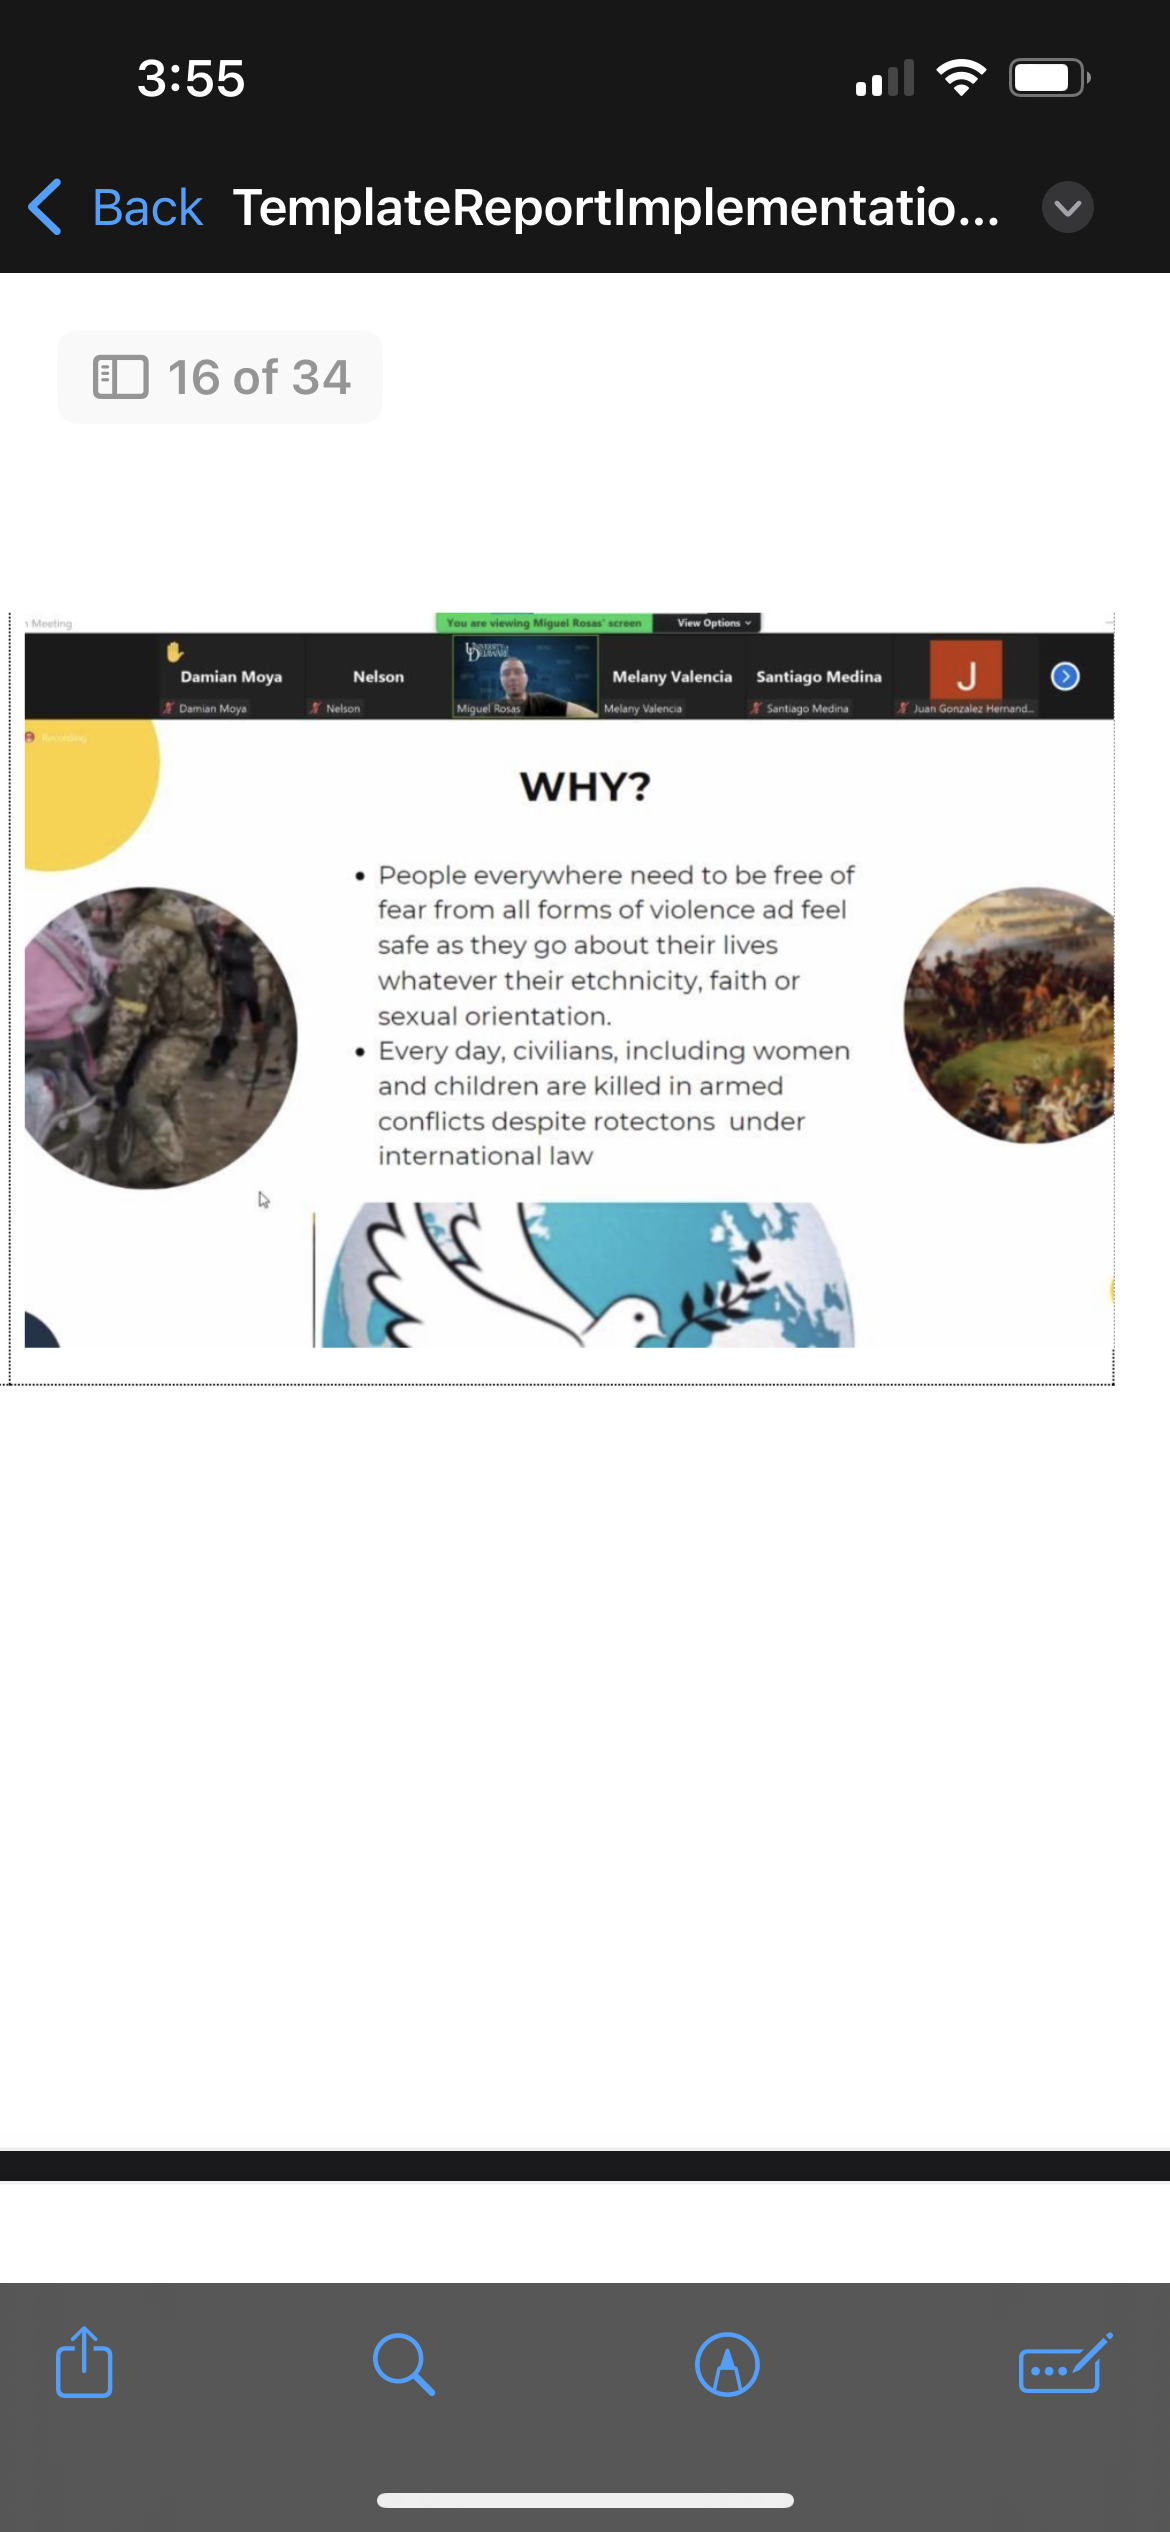 3:55
Back TemplateReportImplementatio...
16 of 34
Meeting
You are viewing Miguel Rosas' screen View Options
UNIVERSITY OF DELAWARE
Damian Moya Nelson Melany Valencia Santiago Medina J
Damian Moya Nelson Miguel Rosas Melany Valencia Santiago Medina Juan Gonzalez Hernand...
Recording
WHY?
• People everywhere need to be free of
fear from all forms of violence ad feel
safe as they go about their lives
whatever their etchnicity, faith or
sexual orientation.
• Every day, civilians, including women
and children are killed in armed
conflicts despite rotectons under
international law